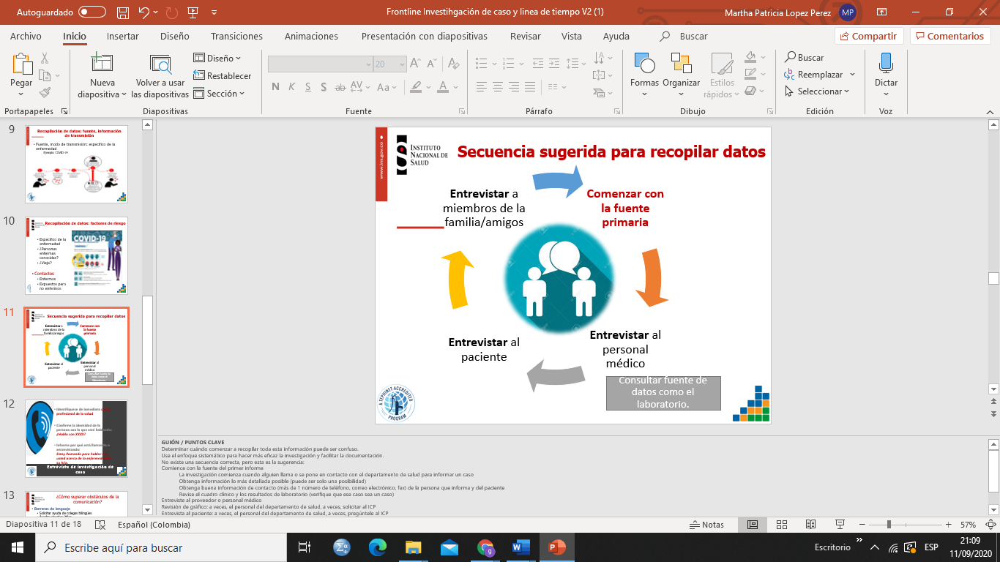 Autoguardado
Frontline Investihgación de caso y linea de tiempo V2 (1)
Martha Patricia Lopez Perez
MP
Archivo Inicio Insertar Diseño Transiciones Animaciones Presentación con diapositivas Revisar Vista Ayuda Buscar
Compartir Comentarios
Pegar
Nueva
diapositiva
Volver a usar
las diapositivas
Diseño
Restablecer
Sección
20
N K S S ab AV Aa A
Formas Organizar
Estilos
rápidos
Buscar
Reemplazar
Seleccionar
Dictar
Portapapeles Diapositivas Fuente Párrafo Dibujo Edición Voz
9
Recopilación de datos: fuente, información
de transmisión
• Fuente, modo de transmisión: específico de la
enfermedad
Ejemplo: COVID-19
10
Recopilación de datos: factores de riesgo
• Específico de la
enfermedad
• ¿Personas
enfermas
conocidas?
• ¿Viaje?
• Contactos
• Enfermos
• Expuestos pero
no enfermos
COVID-19
11
Secuencia sugerida para recopilar datos
Entrevistar a
miembros de la
familia/amigos
Comenzar con
la fuente
primaria
Entrevistar al
paciente
Entrevistar al
personal
médico
Consultar fuente de
datos como el
laboratorio.
12
• Identifíquese de inmediato
profesional de la salud
• Confirme la identidad de la
persona con la que está hablando:
¿Hablo con XXXX?
• Informe por qué está llamando o
entrevistando
Estoy llamando para hablar
usted acerca de la enfermedad
su hijo.
Entrevista de investigación de
caso
13
¿Cómo superar obstáculos de la
comunicación?
• Barreras de lenguaje
• Solicitar ayuda de colegas bilingües
www.ins.gov.co
INSTITUTO
NACIONAL DE
SALUD
Secuencia sugerida para recopilar datos
Entrevistar a
miembros de la
familia/amigos
Comenzar con
la fuente
primaria
Entrevistar al
paciente
Entrevistar al
personal
médico
Consultar fuente de
datos como el
laboratorio.
A TEPHINET-ACCREDITED
PROGRAM
GUIÓN / PUNTOS CLAVE
Determinar cuándo comenzar a recopilar toda esta información puede ser confuso.
Use el enfoque sistemático para hacer más eficaz la investigación y facilitar la documentación.
No existe una secuencia correcta, pero esta es la sugerencia:
Comience con la fuente del primer informe
La investigación comienza cuando alguien llama o se pone en contacto con el departamento de salud para informar un caso
Obtenga información lo más detallada posible (puede ser solo una posibilidad)
Obtenga buena información de contacto (más de 1 número de teléfono, correo electrónico, fax) de la persona que informa y del paciente
Revise el cuadro clínico y los resultados de laboratorio (verifique que ese caso sea un caso)
Entreviste al proveedor o personal médico
Revisión de gráfico: a veces, el personal del departamento de salud, a veces, solicitar al ICP
Entrevista al paciente: a veces, el personal del departamento de salud, a veces, pregúntele al ICP
Diapositiva 11 de 18
Español (Colombia)
Notas
57%
Escribe aquí para buscar
Escritorio
ESP
21:09
11/09/2020